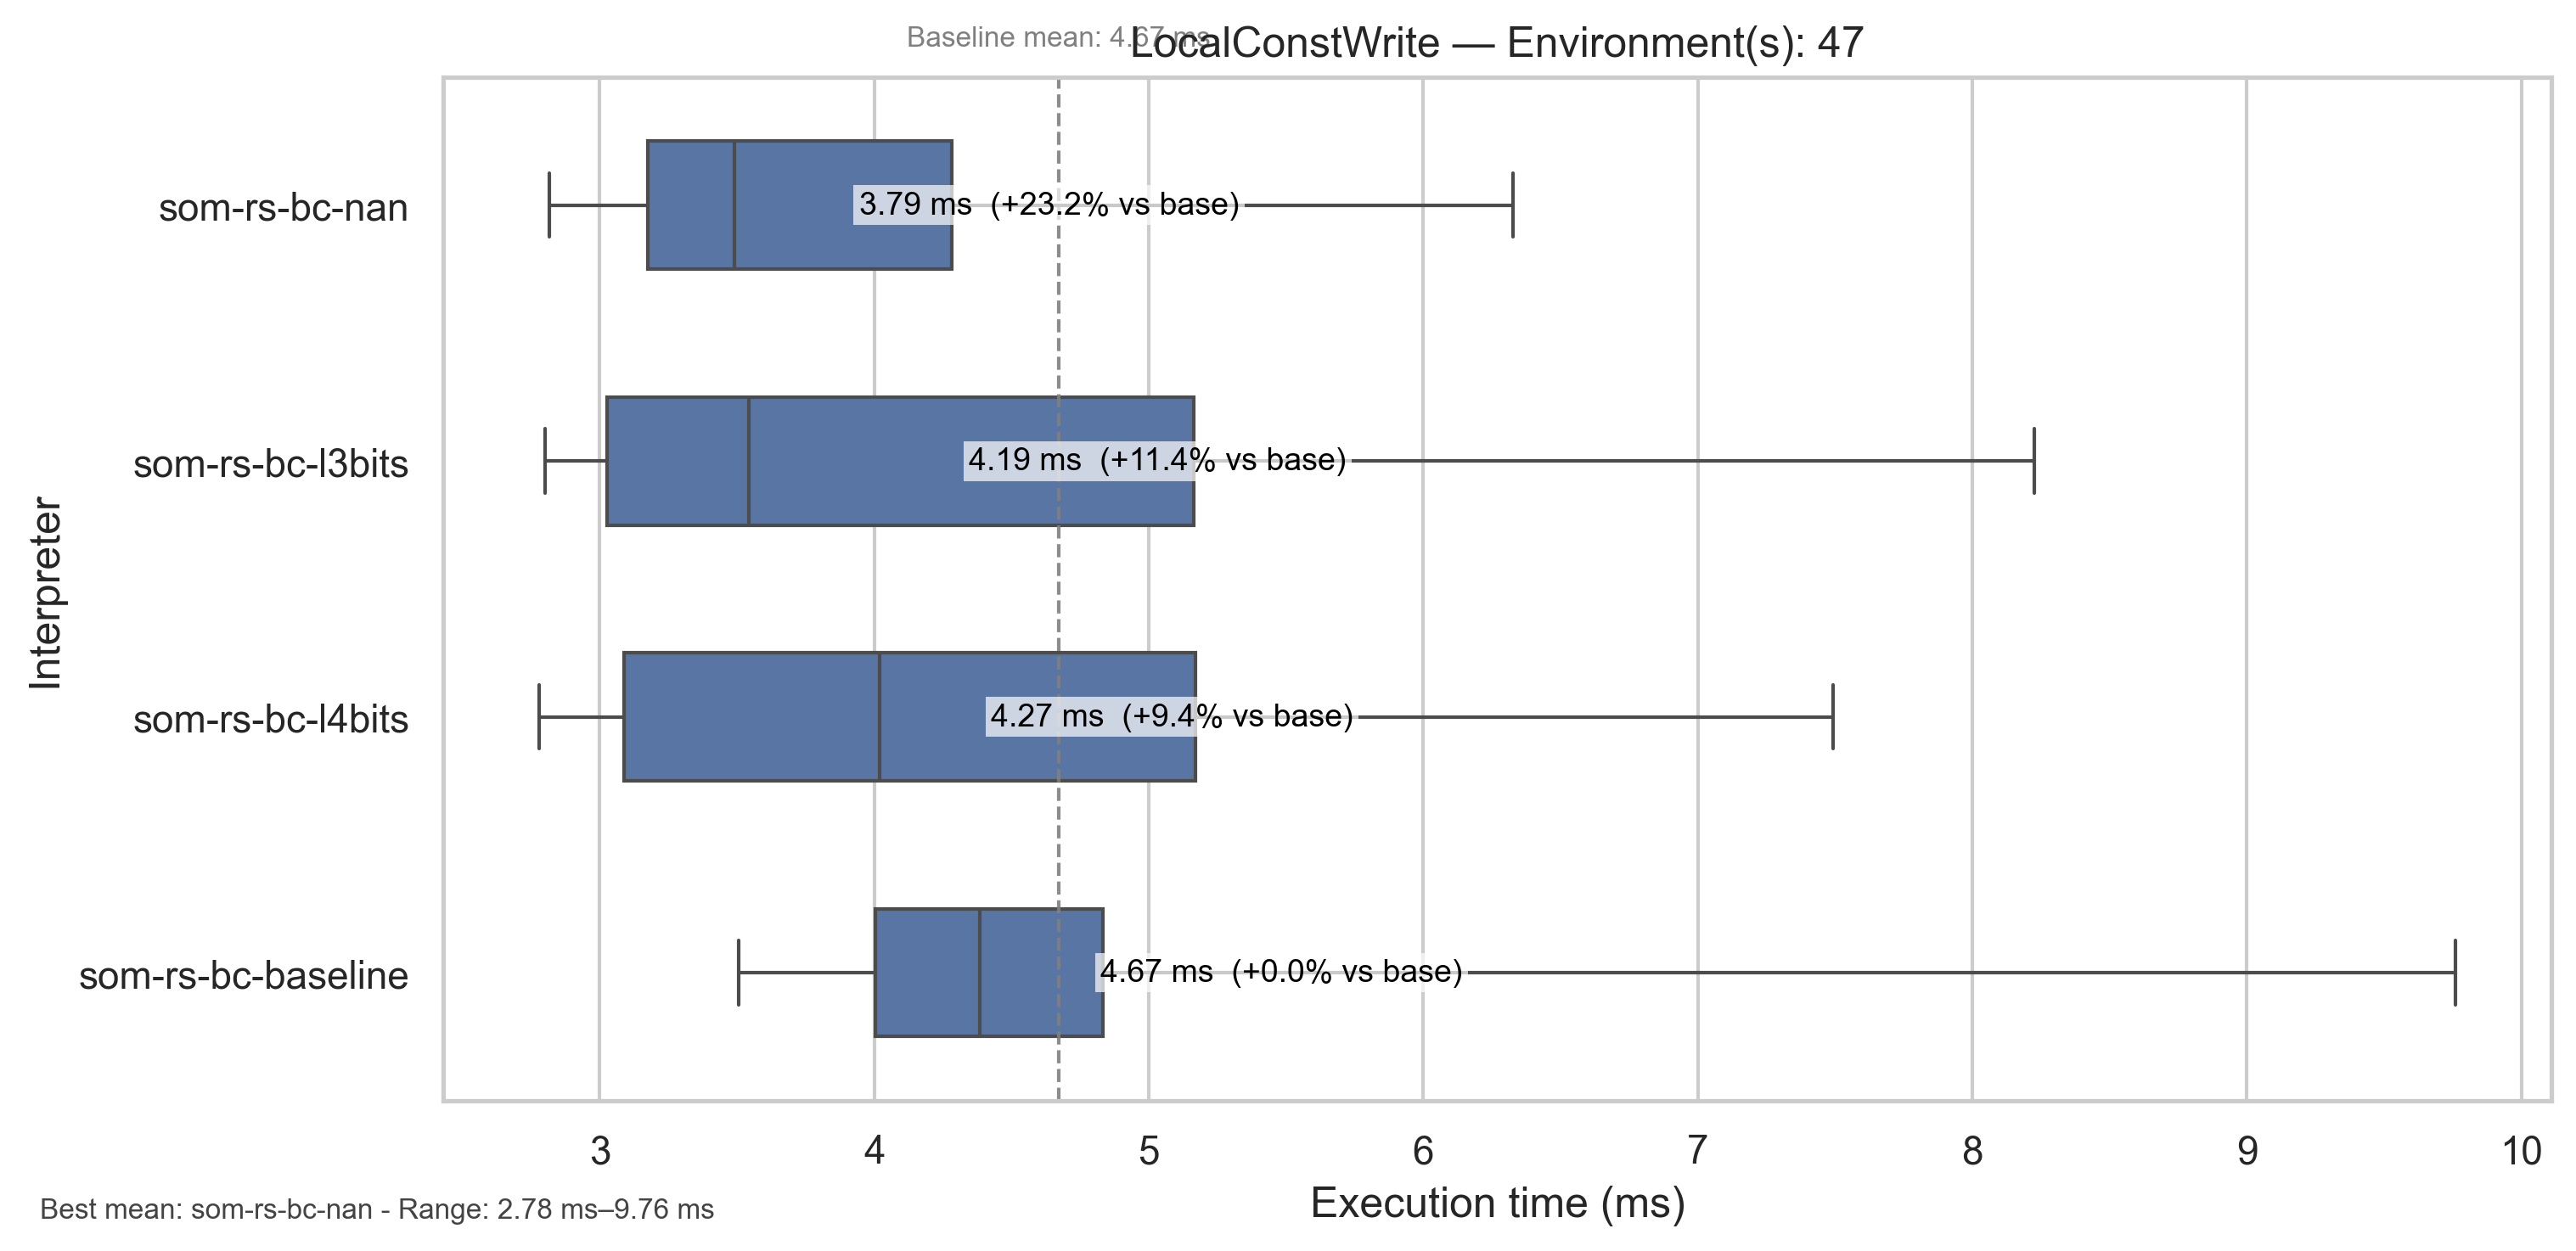 Baseline mean: 4.67 ms
LocalConstWrite — Environment(s): 47
som-rs-bc-nan
3.79 ms (+23.2% vs base)
som-rs-bc-l3bits
4.19 ms (+11.4% vs base)
Interpreter
som-rs-bc-l4bits
4.27 ms (+9.4% vs base)
som-rs-bc-baseline
4.67 ms (+0.0% vs base)
3 4 5 6 7 8 9 10
Execution time (ms)
Best mean: som-rs-bc-nan - Range: 2.78 ms–9.76 ms